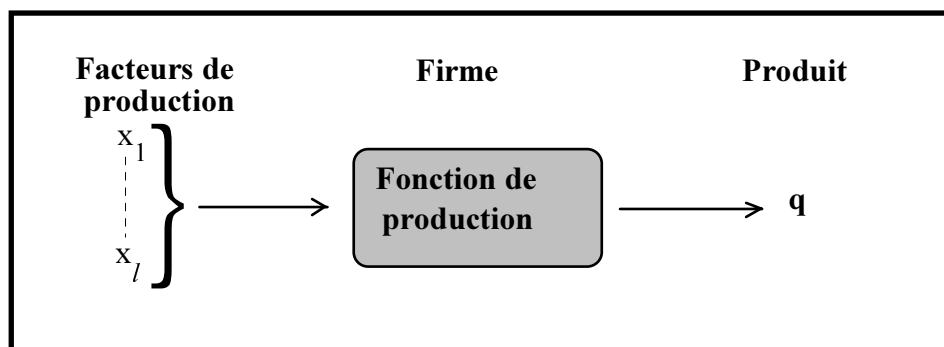 Facteurs de
production
Firme
Produit
x1
xl
Fonction de
production
q